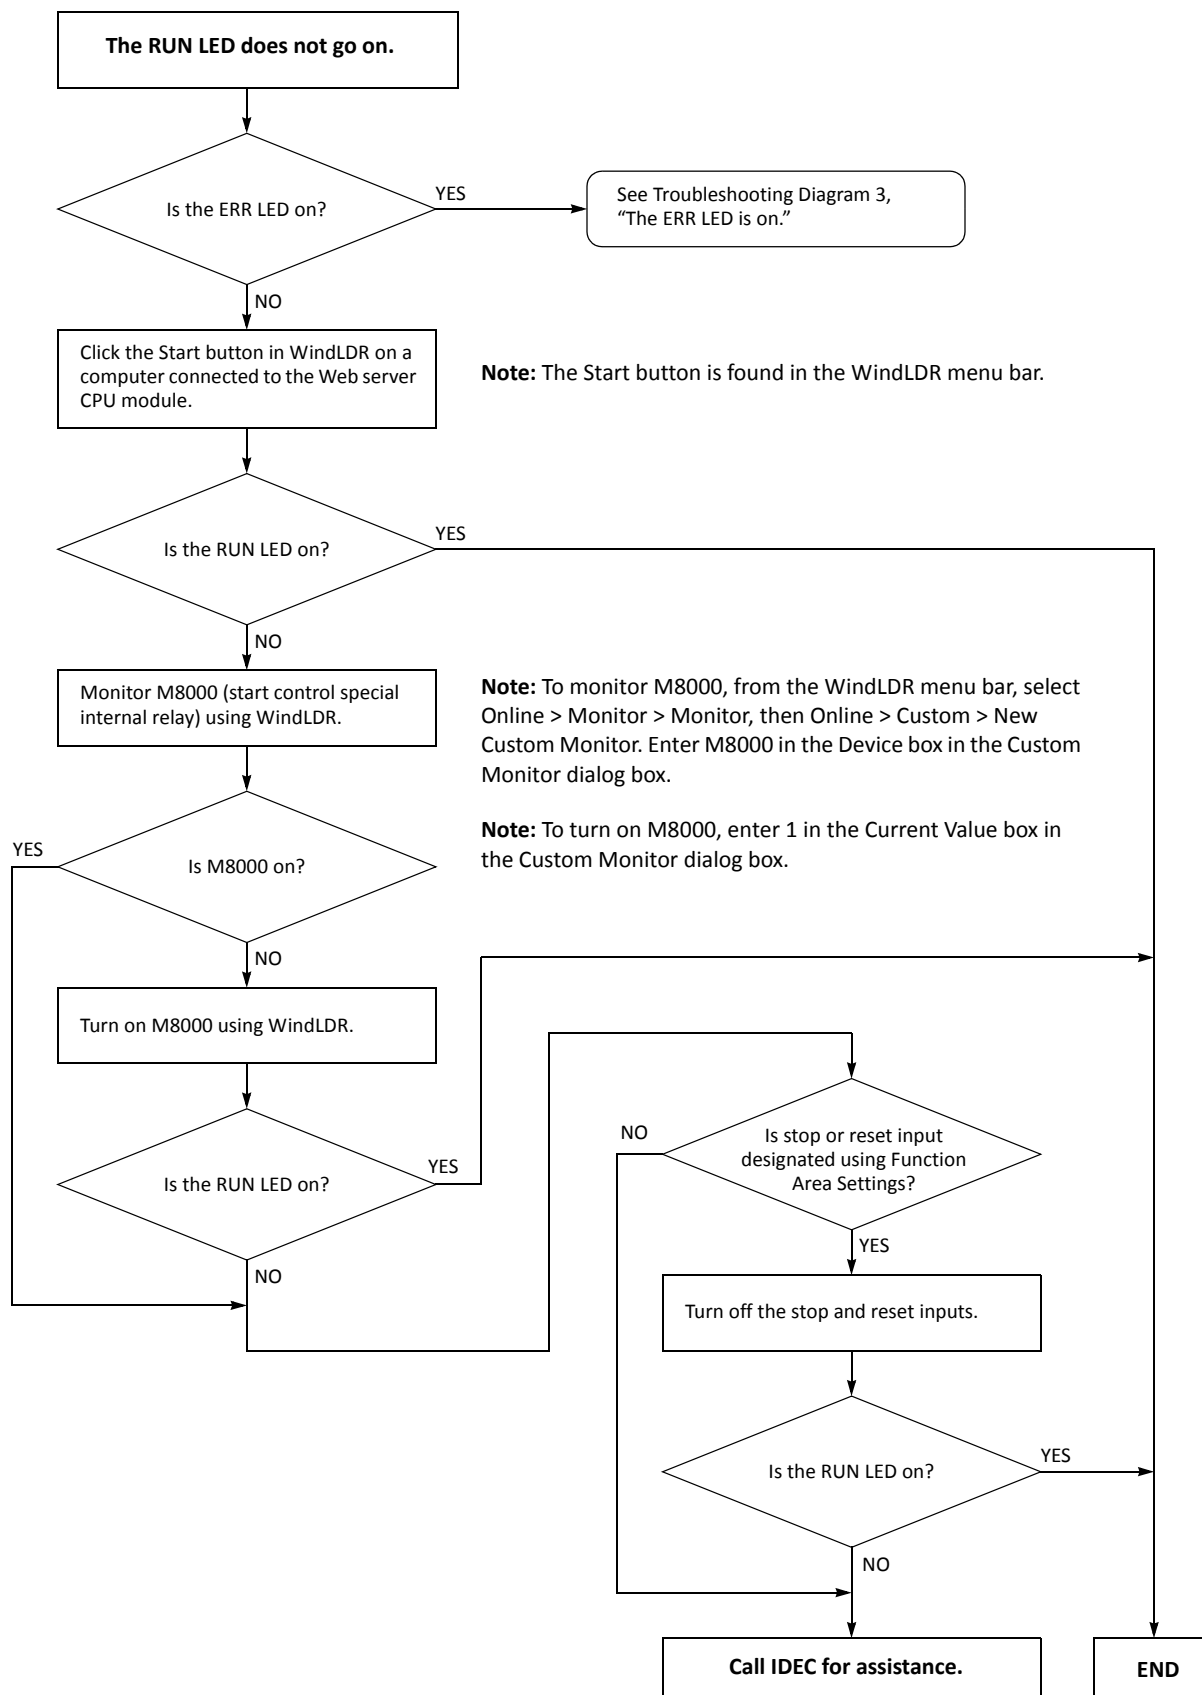 The RUN LED does not go on.
Is the ERR LED on?
YES
See Troubleshooting Diagram 3,
“The ERR LED is on.”
NO
Click the Start button in WindLDR on a
computer connected to the Web server
CPU module.
Note: The Start button is found in the WindLDR menu bar.
Is the RUN LED on?
YES
NO
Monitor M8000 (start control special
internal relay) using WindLDR.
Note: To monitor M8000, from the WindLDR menu bar, select
Online > Monitor > Monitor, then Online > Custom > New
Custom Monitor. Enter M8000 in the Device box in the Custom
Monitor dialog box.
Note: To turn on M8000, enter 1 in the Current Value box in
the Custom Monitor dialog box.
YES
Is M8000 on?
NO
Turn on M8000 using WindLDR.
Is the RUN LED on?
YES
NO
NO
Is stop or reset input
designated using Function
Area Settings?
YES
Turn off the stop and reset inputs.
Is the RUN LED on?
YES
NO
Call IDEC for assistance.
END